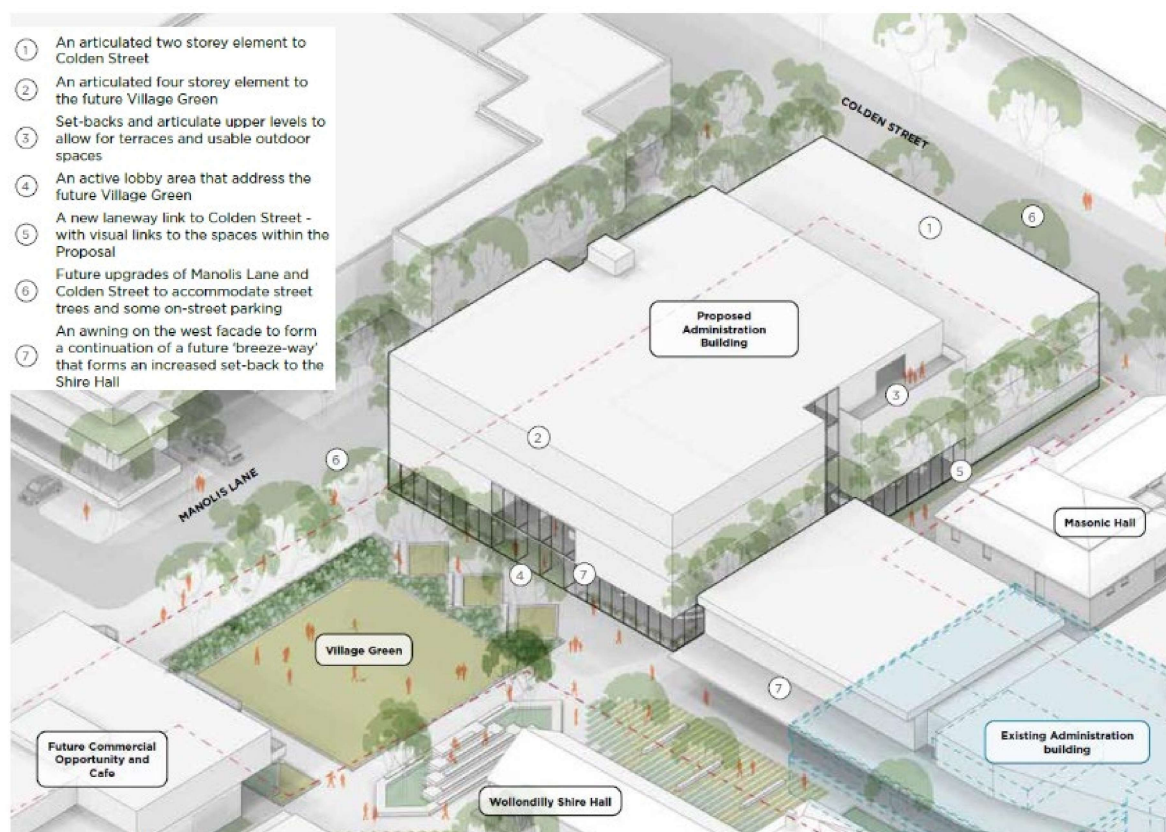 1
An articulated two storey element to
Colden Street
2
An articulated four storey element to
the future Village Green
3
Set-backs and articulate upper levels to
allow for terraces and usable outdoor
spaces
4
An active lobby area that address the
future Village Green
5
A new laneway link to Colden Street -
with visual links to the spaces within the
Proposal
6
Future upgrades of Manolis Lane and
Colden Street to accommodate street
trees and some on-street parking
7
An awning on the west facade to form
a continuation of a future 'breeze-way'
that forms an increased set-back to the
Shire Hall
COLDEN STREET
6
1
Proposed
Administration
Building
3
2
6
5
MANOLIS LANE
Masonic Hall
4
7
Village Green
7
Future Commercial
Opportunity and
Cafe
Existing Administration
building
Wollondilly Shire Hall